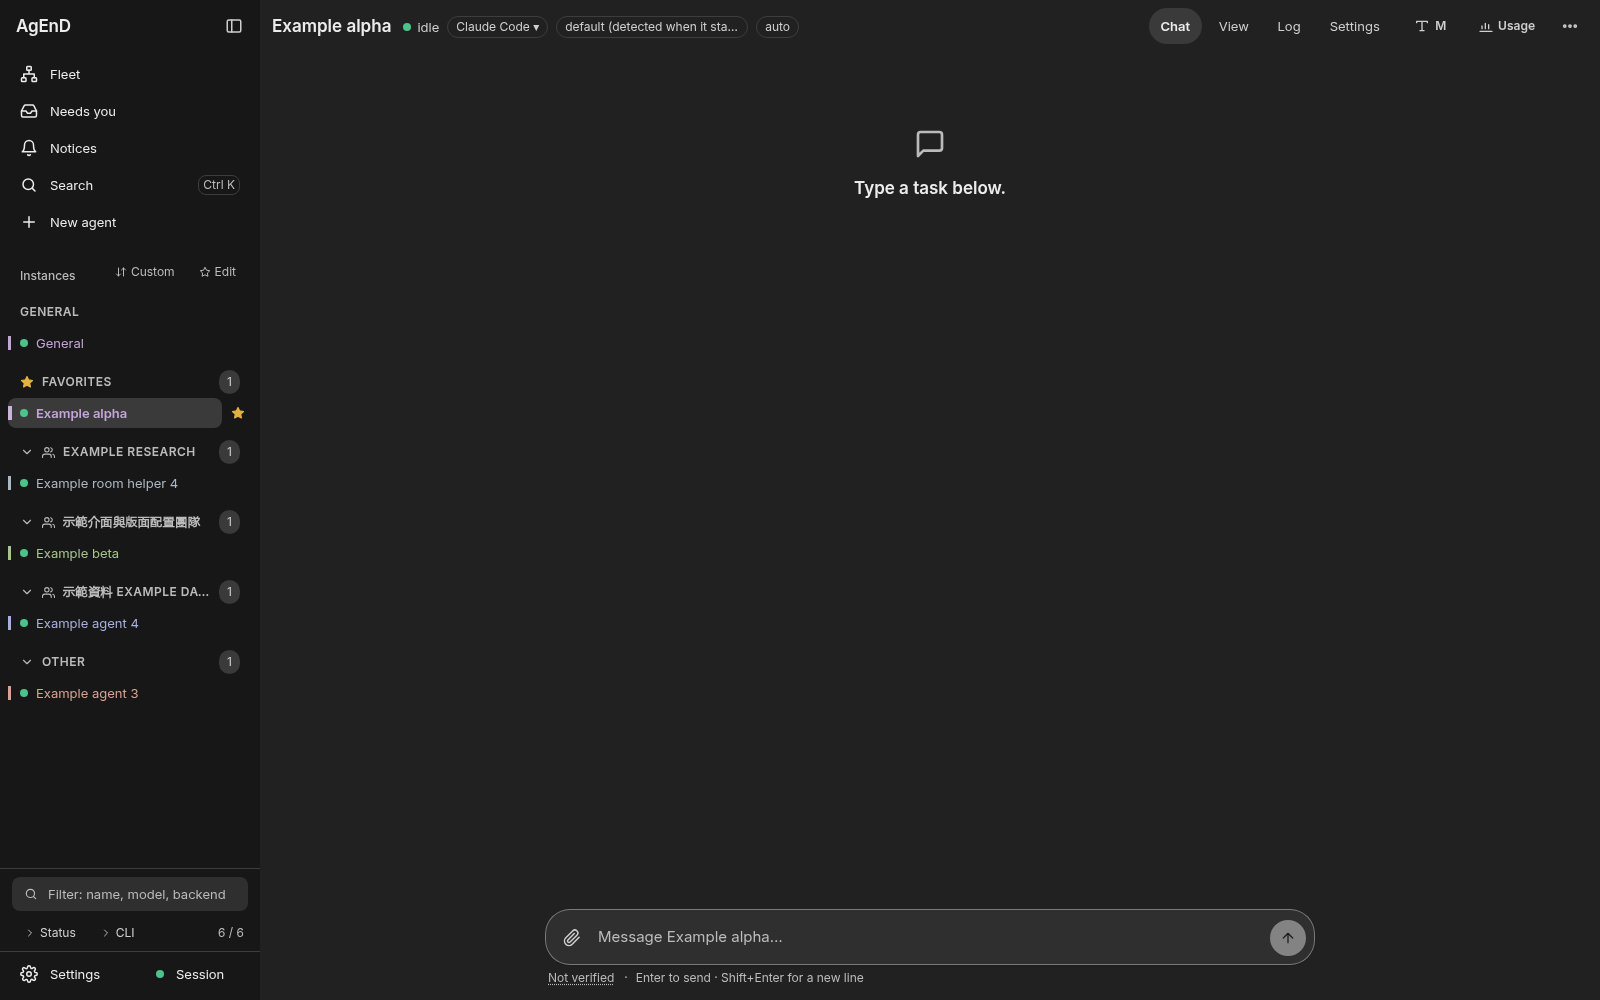 AgEnD
Fleet
Needs you
Notices
Search Ctrl K
New agent
Instances Custom Edit
GENERAL
General
FAVORITES 1
Example alpha
EXAMPLE RESEARCH 1
Example room helper 4
示範介面與版面配置團隊 1
Example beta
示範資料 EXAMPLE DA... 1
Example agent 4
OTHER 1
Example agent 3
Filter: name, model, backend
Status CLI 6 / 6
Settings Session
Example alpha idle Claude Code ▾ default (detected when it sta... auto
Chat View Log Settings T M Usage •••
Type a task below.
Message Example alpha...
Not verified · Enter to send · Shift+Enter for a new line